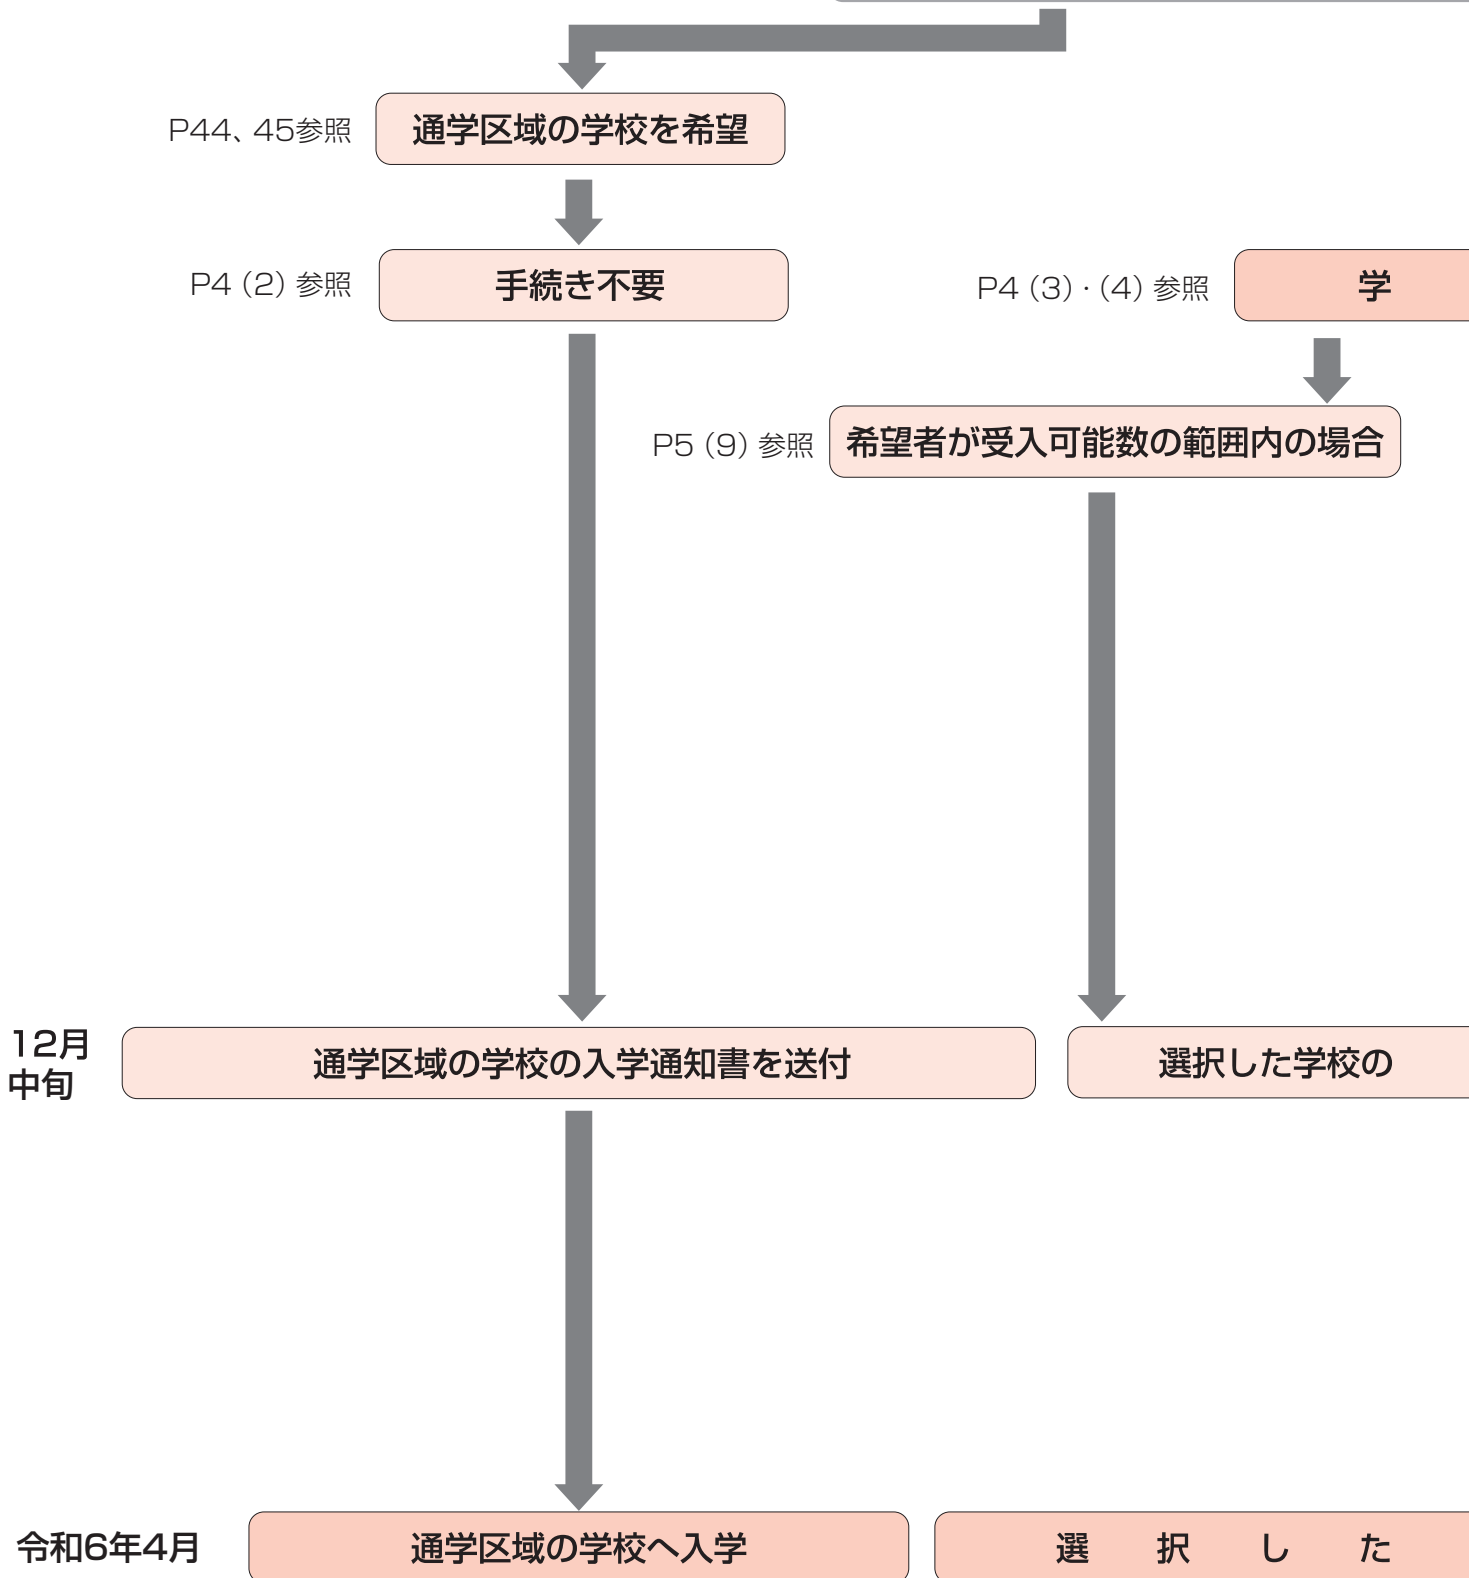 P44、45参照
通学区域の学校を希望
P4（2）参照
手続き不要
P4（3）・（4）参照
学
P5（9）参照
希望者が受入可能数の範囲内の場合
12月
中旬
通学区域の学校の入学通知書を送付
選択した学校の
令和6年4月
通学区域の学校へ入学
選択した